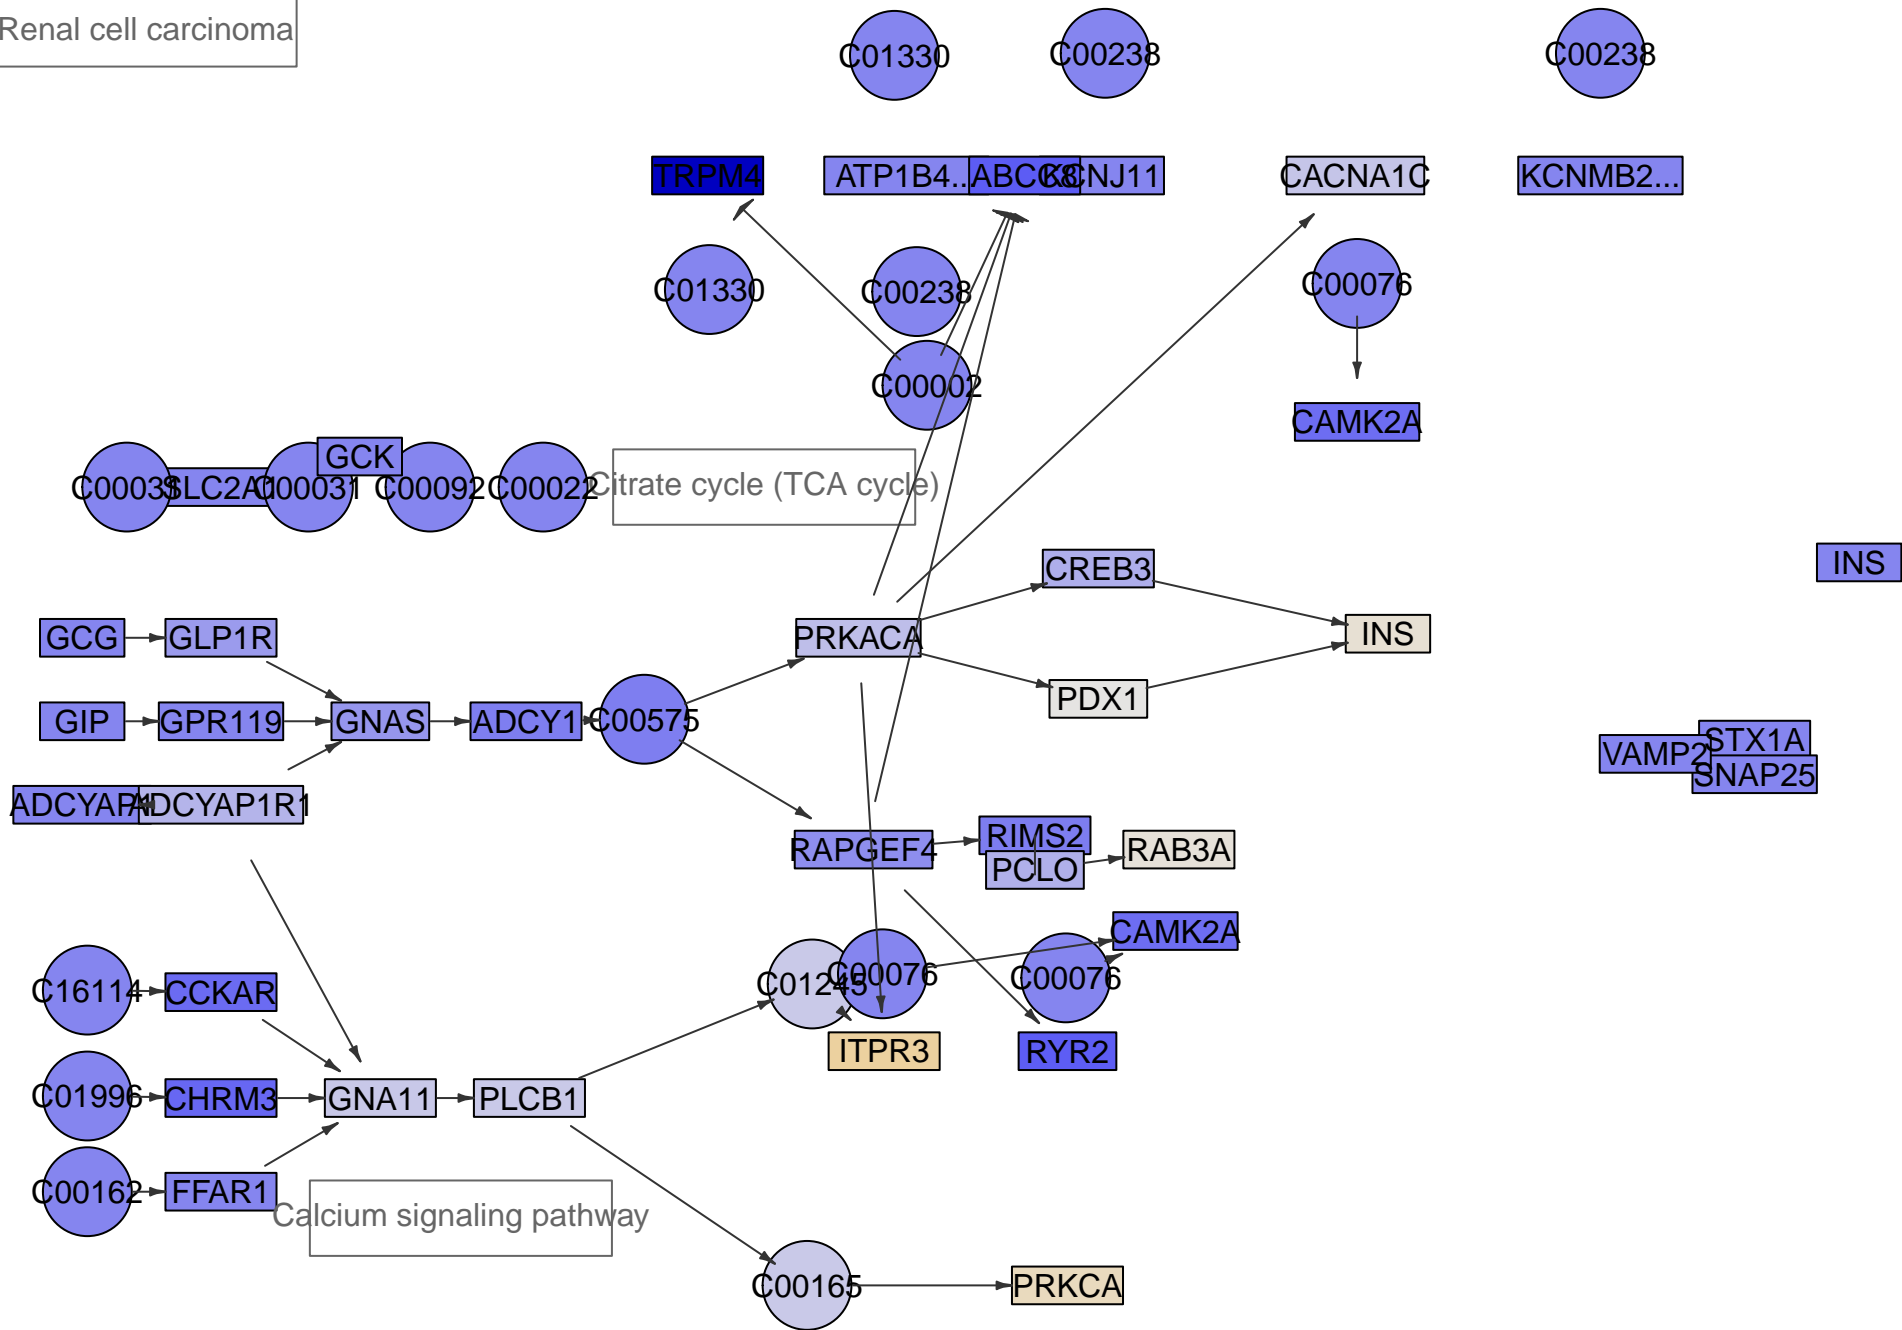 Renal cell carcinoma
C01330
C00238
C00238
TRPM4
ATP1B4...
ABCC8
KCNJ11
CACNA1C
KCNMB2...
C01330
C00238
C00076
C00002
CAMK2A
GCK
C00031
SLC2A1
C00031
C00092
C00022
Citrate cycle (TCA cycle)
CREB3
INS
GCG
GLP1R
PRKACA
INS
PDX1
GIP
GPR119
GNAS
ADCY1
C00575
STX1A
VAMP2
SNAP25
ADCYAP1
ADCYAP1R1
RAPGEF4
RIMS2
PCLO
RAB3A
CAMK2A
C01245
C00076
C00076
C16114
CCKAR
ITPR3
RYR2
C01996
CHRM3
GNA11
PLCB1
C00162
FFAR1
Calcium signaling pathway
C00165
PRKCA